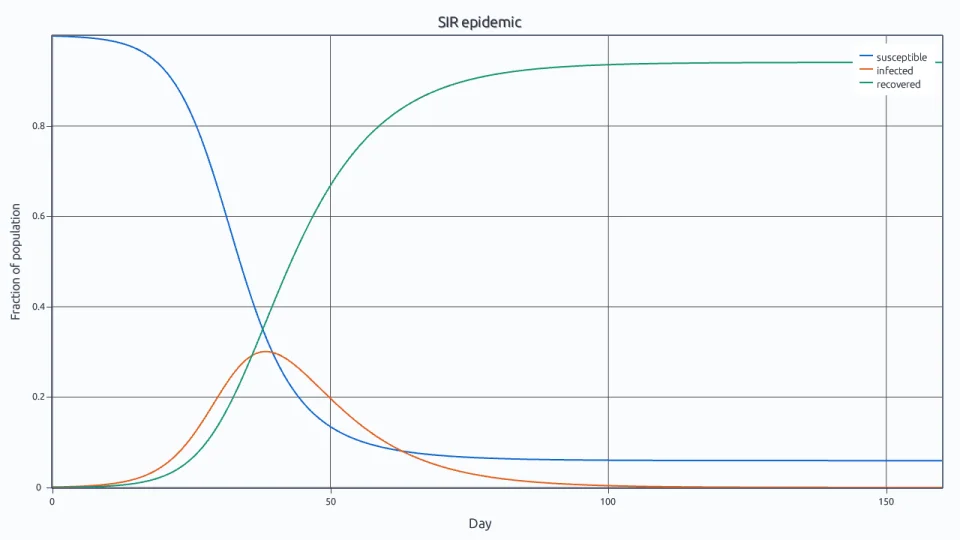 SIR epidemic
susceptible
infected
recovered
Fraction of population
0.8
0.6
0.4
0.2
0
0
50
100
150
Day